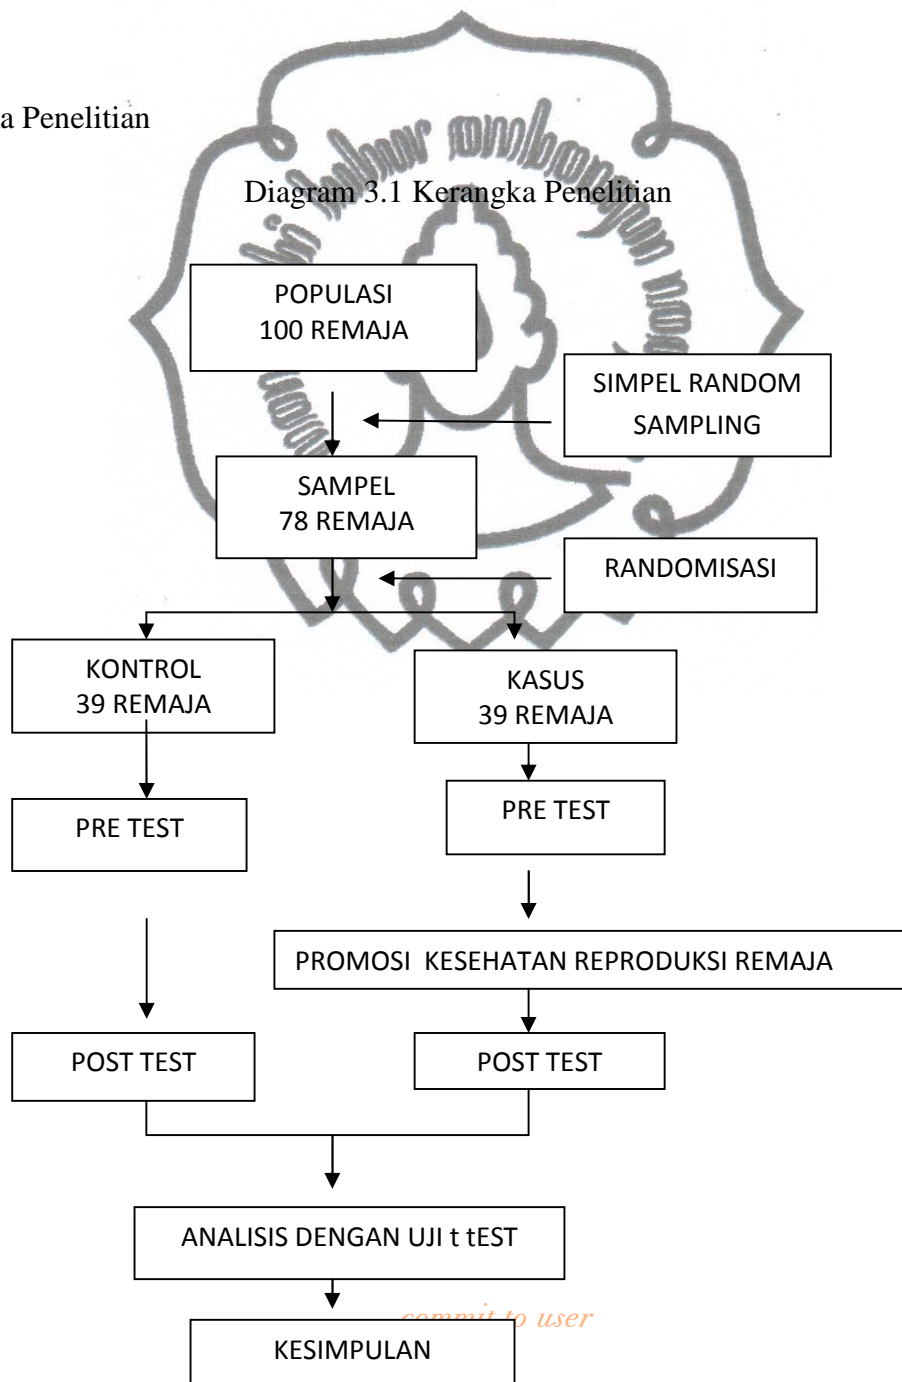 a Penelitian
Diagram 3.1 Kerangka Penelitian
POPULASI
100 REMAJA
SIMPEL RANDOM
SAMPLING
SAMPEL
78 REMAJA
RANDOMISASI
KONTROL
39 REMAJA
KASUS
39 REMAJA
PRE TEST
PRE TEST
PROMOSI KESEHATAN REPRODUKSI REMAJA
POST TEST
POST TEST
ANALISIS DENGAN UJI t tEST
commit to user
KESIMPULAN